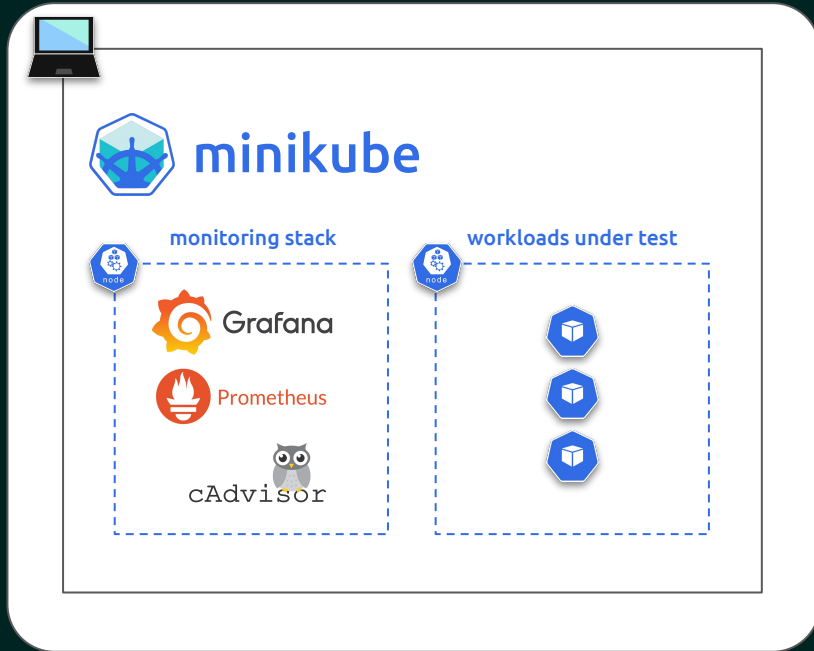 minikube
monitoring stack
workloads under test
node
node
Grafana
Prometheus
cAdvisor